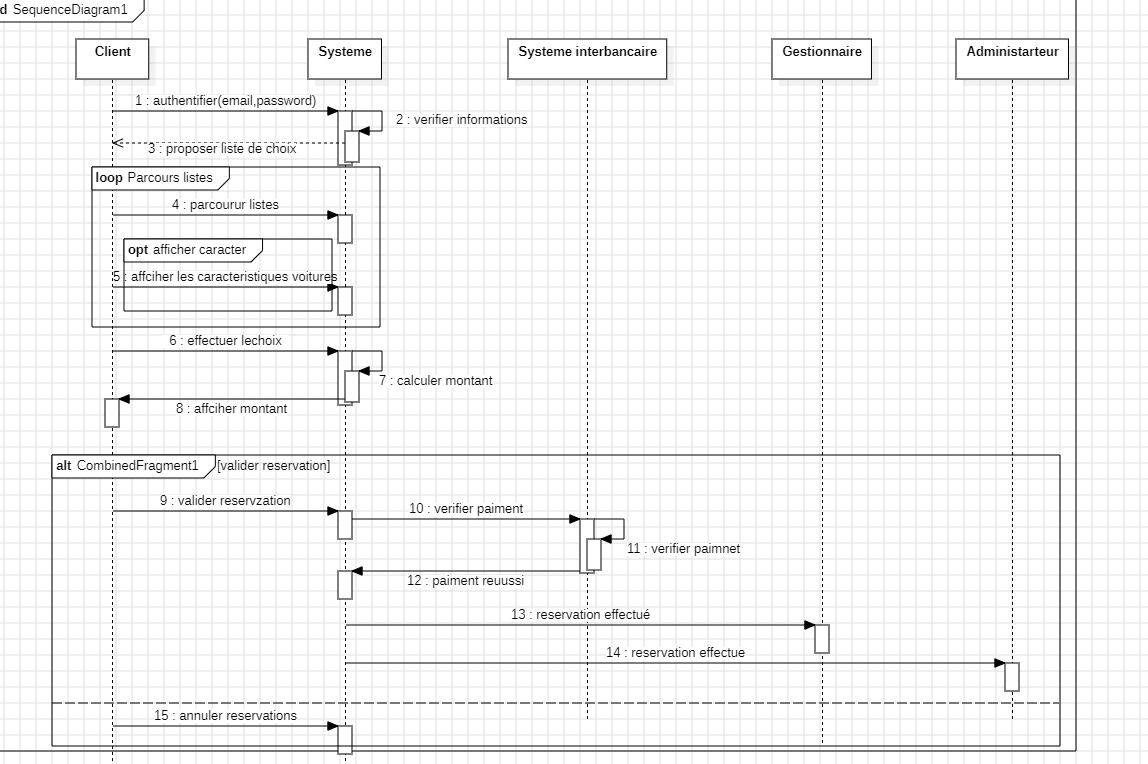 d SequenceDiagram1
Client
Systeme
Systeme interbancaire
Gestionnaire
Administarteur
1 : authentifier(email,password)
2 : verifier informations
3 : proposer liste de choix
loop Parcours listes
4 : parcourur listes
opt afficher caracter
5 : affciher les caracteristiques voitures
6 : effectuer lechoix
7 : calculer montant
8 : affciher montant
alt CombinedFragment1 [valider reservation]
9 : valider reservzation
10 : verifier paiment
11 : verifier paimnet
12 : paiment reuussi
13 : reservation effectué
14 : reservation effectue
15 : annuler reservations